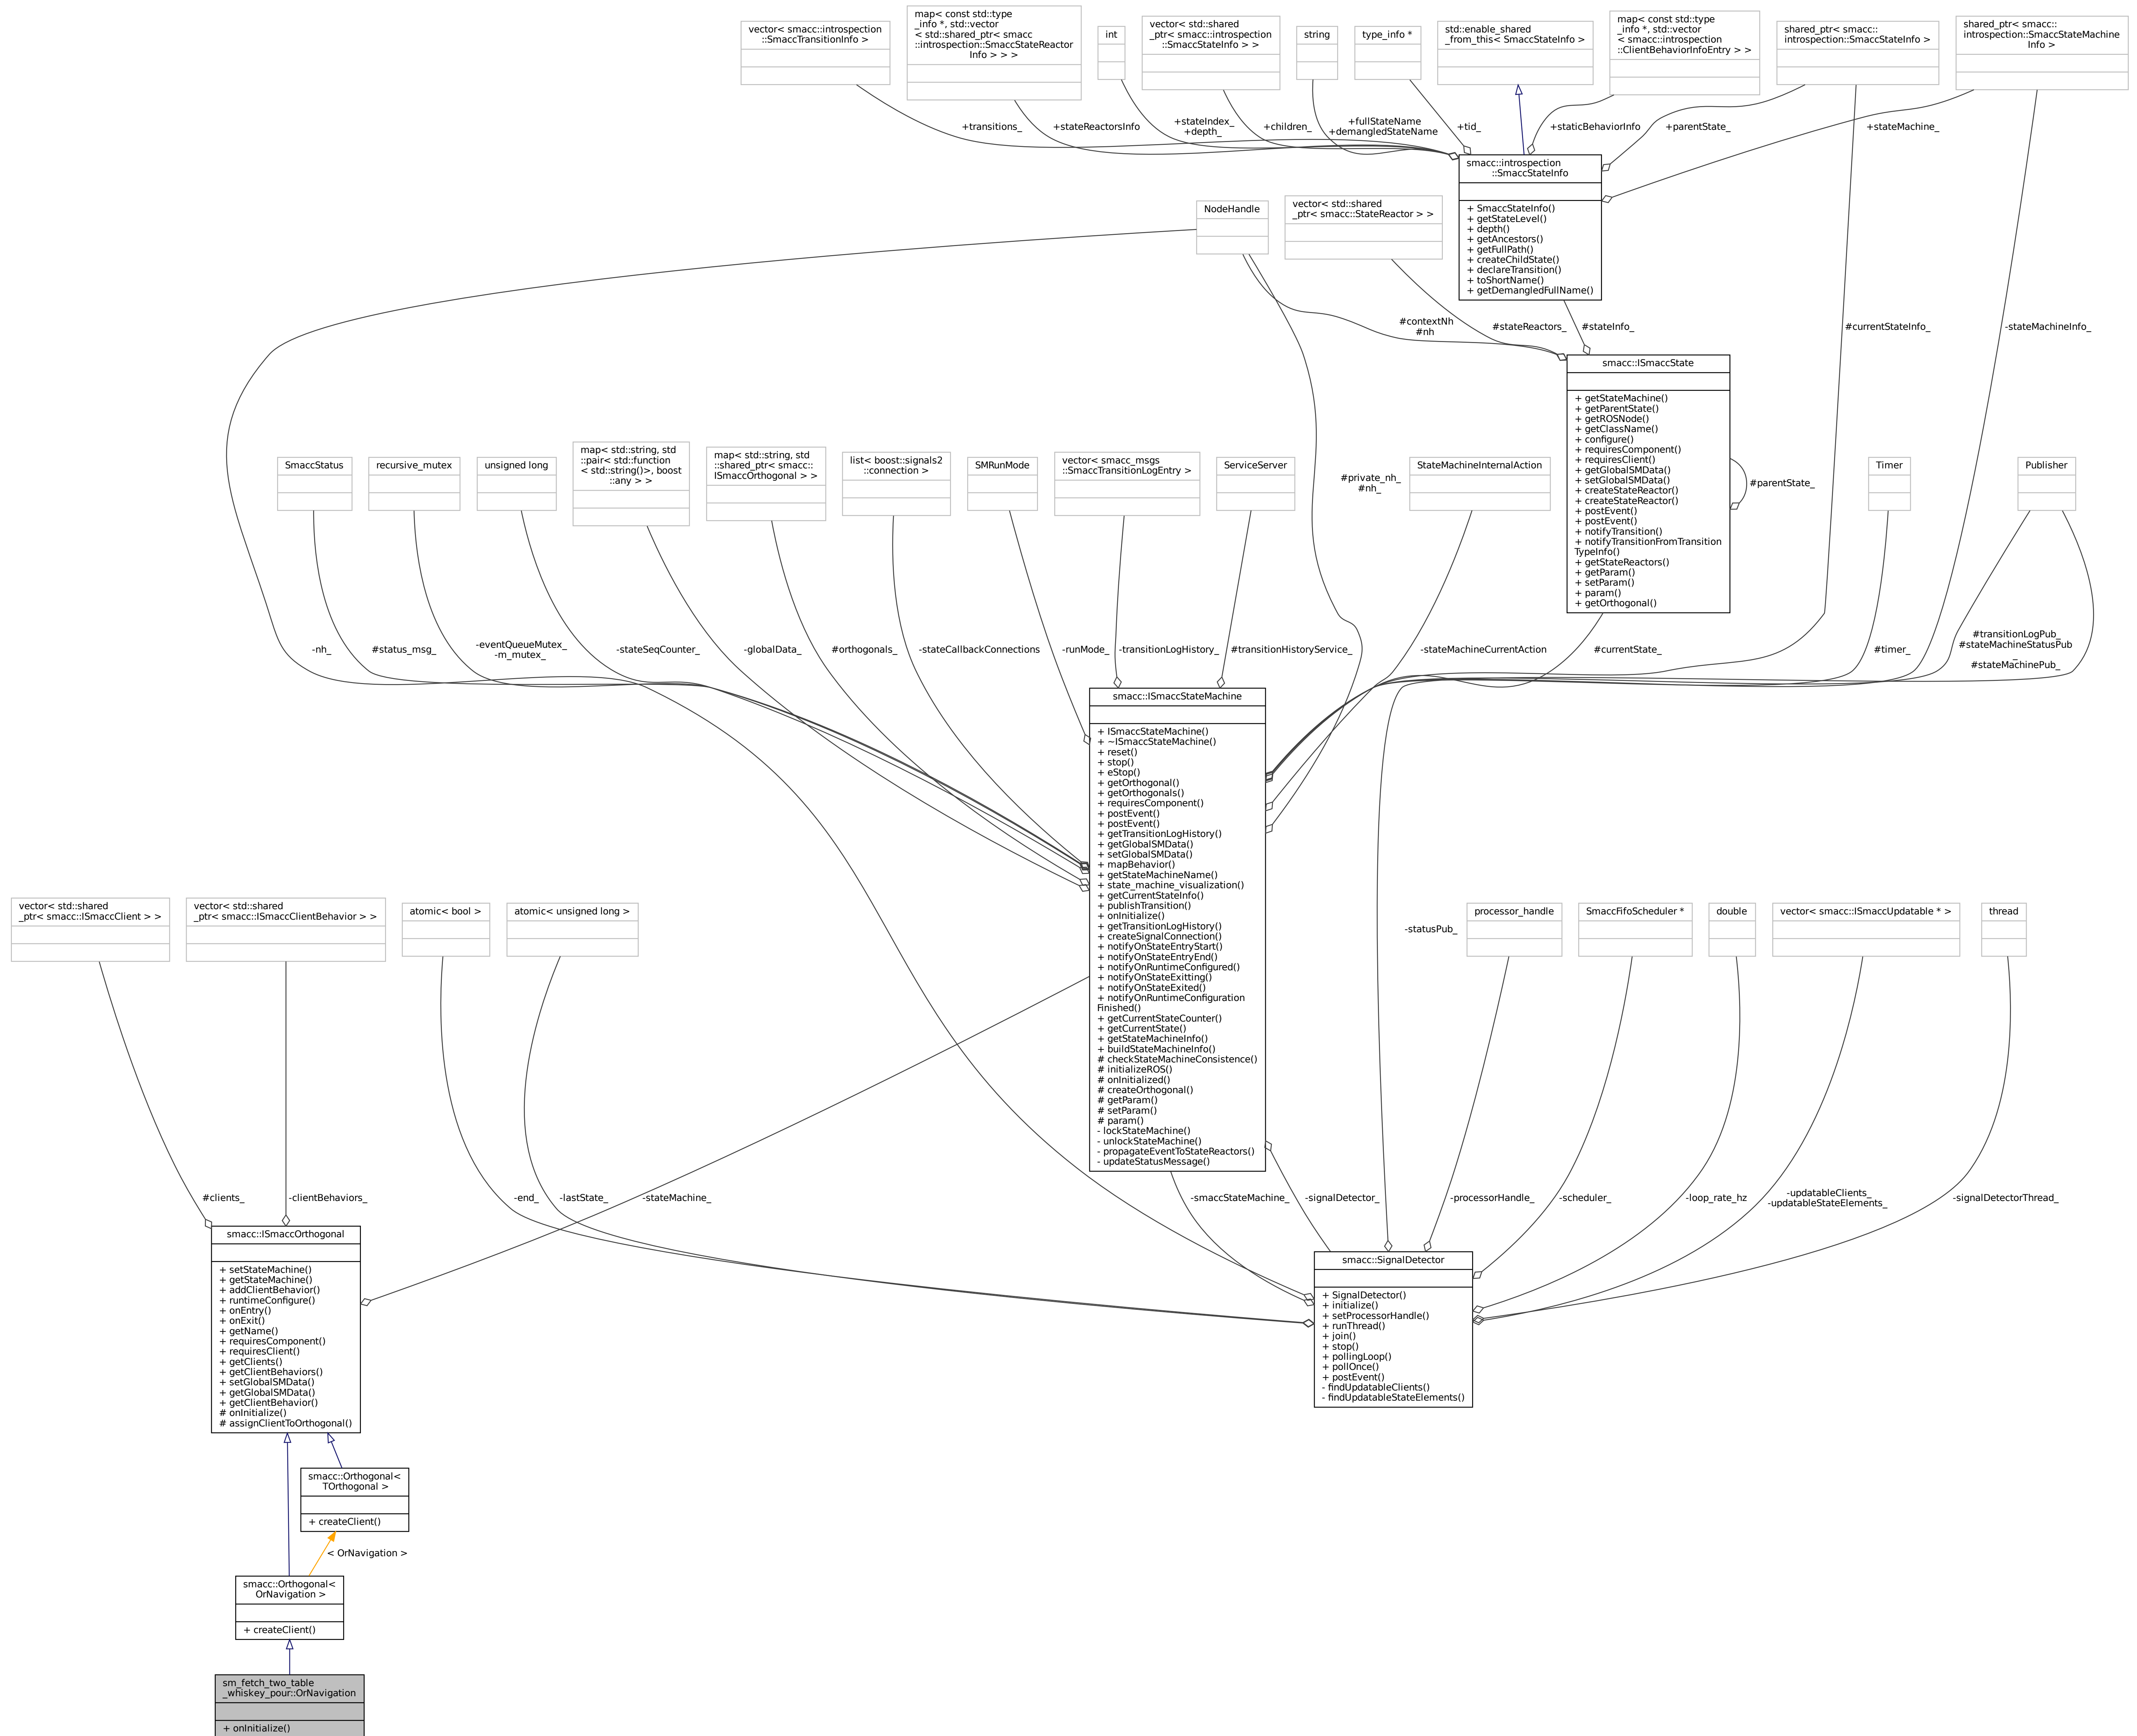 vector< smacc::introspection
::SmaccTransitionInfo >
map< const std::type
_info *, std::vector
< std::shared_ptr< smacc
::introspection::SmaccStateReactor
Info > > >
int
vector< std::shared
_ptr< smacc::introspection
::SmaccStateInfo > >
string
type_info *
std::enable_shared
_from_this< SmaccStateInfo >
map< const std::type
_info *, std::vector
< smacc::introspection
::ClientBehaviorInfoEntry > >
shared_ptr< smacc::
introspection::SmaccStateInfo >
shared_ptr< smacc::
introspection::SmaccStateMachine
Info >
+transitions_
+stateReactorsInfo
+stateIndex_
+depth_
+children_
+fullStateName
+demangledStateName
+tid_
+staticBehaviorInfo
+parentState_
+stateMachine_
smacc::introspection
::SmaccStateInfo
+ SmaccStateInfo()
+ getStateLevel()
+ depth()
+ getAncestors()
+ getFullPath()
+ createChildState()
+ declareTransition()
+ toShortName()
+ getDemangledFullName()
NodeHandle
vector< std::shared
_ptr< smacc::StateReactor > >
#contextNh
#nh
#stateReactors_
#stateInfo_
#currentStateInfo_
-stateMachineInfo_
smacc::ISmaccState
+ getStateMachine()
+ getParentState()
+ getROSNode()
+ getClassName()
+ configure()
+ requiresComponent()
+ requiresClient()
+ getGlobalSMData()
+ setGlobalSMData()
+ createStateReactor()
+ createStateReactor()
+ postEvent()
+ postEvent()
+ notifyTransition()
+ notifyTransitionFromTransition
TypeInfo()
+ getStateReactors()
+ getParam()
+ setParam()
+ param()
+ getOrthogonal()
#parentState_
SmaccStatus
recursive_mutex
unsigned long
map< std::string, std
::pair< std::function
< std::string()>, boost
::any > >
map< std::string, std
::shared_ptr< smacc::
ISmaccOrthogonal > >
list< boost::signals2
::connection >
SMRunMode
vector< smacc_msgs
::SmaccTransitionLogEntry >
ServiceServer
#private_nh_
#nh_
StateMachineInternalAction
Timer
Publisher
-nh_
#status_msg_
-eventQueueMutex_
-m_mutex_
-stateSeqCounter_
-globalData_
#orthogonals_
-stateCallbackConnections
-runMode_
-transitionLogHistory_
#transitionHistoryService_
-stateMachineCurrentAction
#currentState_
#timer_
#transitionLogPub_
#stateMachineStatusPub
_
#stateMachinePub_
smacc::ISmaccStateMachine
+ ISmaccStateMachine()
+ ~ISmaccStateMachine()
+ reset()
+ stop()
+ eStop()
+ getOrthogonal()
+ getOrthogonals()
+ requiresComponent()
+ postEvent()
+ postEvent()
+ getTransitionLogHistory()
+ getGlobalSMData()
+ setGlobalSMData()
+ mapBehavior()
+ getStateMachineName()
+ state_machine_visualization()
+ getCurrentStateInfo()
+ publishTransition()
+ onInitialize()
+ getTransitionLogHistory()
+ createSignalConnection()
+ notifyOnStateEntryStart()
+ notifyOnStateEntryEnd()
+ notifyOnRuntimeConfigured()
+ notifyOnStateExitting()
+ notifyOnStateExited()
+ notifyOnRuntimeConfiguration
Finished()
+ getCurrentStateCounter()
+ getCurrentState()
+ getStateMachineInfo()
+ buildStateMachineInfo()
# checkStateMachineConsistence()
# initializeROS()
# onInitialized()
# createOrthogonal()
# getParam()
# setParam()
# param()
- lockStateMachine()
- unlockStateMachine()
- propagateEventToStateReactors()
- updateStatusMessage()
vector< std::shared
_ptr< smacc::ISmaccClient > >
vector< std::shared
_ptr< smacc::ISmaccClientBehavior > >
atomic< bool >
atomic< unsigned long >
-statusPub_
processor_handle
SmaccFifoScheduler *
double
vector< smacc::ISmaccUpdatable * >
thread
#clients_
-clientBehaviors_
-end_
-lastState_
-stateMachine_
-smaccStateMachine_
-signalDetector_
-processorHandle_
-scheduler_
-loop_rate_hz
-updatableClients_
-updatableStateElements_
-signalDetectorThread_
smacc::ISmaccOrthogonal
+ setStateMachine()
+ getStateMachine()
+ addClientBehavior()
+ runtimeConfigure()
+ onEntry()
+ onExit()
+ getName()
+ requiresComponent()
+ requiresClient()
+ getClients()
+ getClientBehaviors()
+ setGlobalSMData()
+ getGlobalSMData()
+ getClientBehavior()
# onInitialize()
# assignClientToOrthogonal()
smacc::SignalDetector
+ SignalDetector()
+ initialize()
+ setProcessorHandle()
+ runThread()
+ join()
+ stop()
+ pollingLoop()
+ pollOnce()
+ postEvent()
- findUpdatableClients()
- findUpdatableStateElements()
smacc::Orthogonal<
TOrthogonal >
+ createClient()
< OrNavigation >
smacc::Orthogonal<
OrNavigation >
+ createClient()
sm_fetch_two_table
_whiskey_pour::OrNavigation
+ onInitialize()